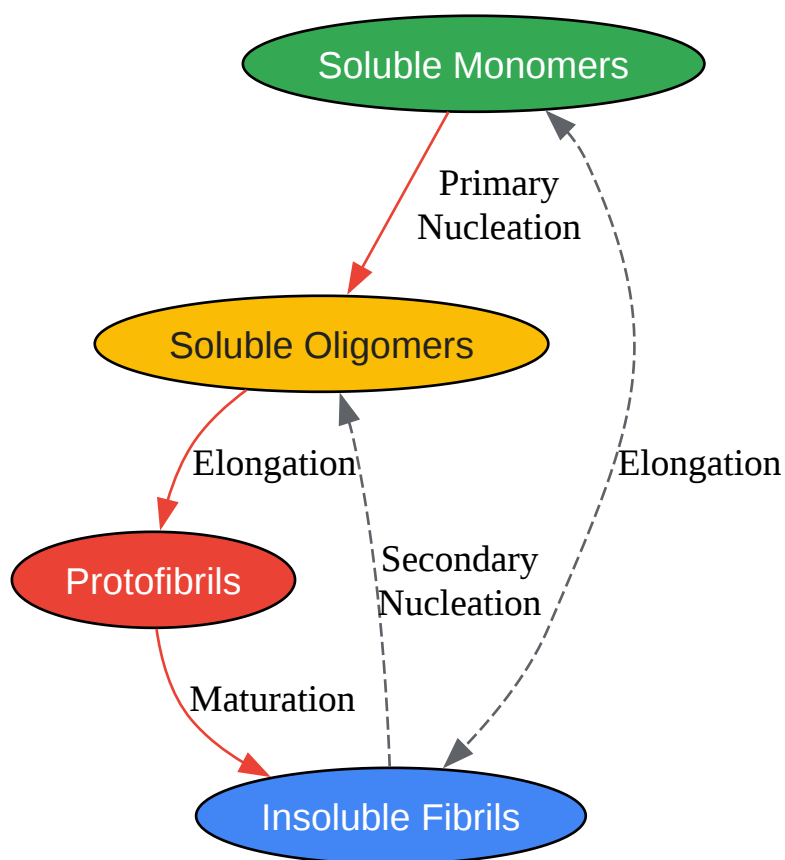 Soluble Monomers
Primary
Nucleation
Soluble Oligomers
Elongation
Elongation
Secondary
Nucleation
Protofibrils
Maturation
Insoluble Fibrils